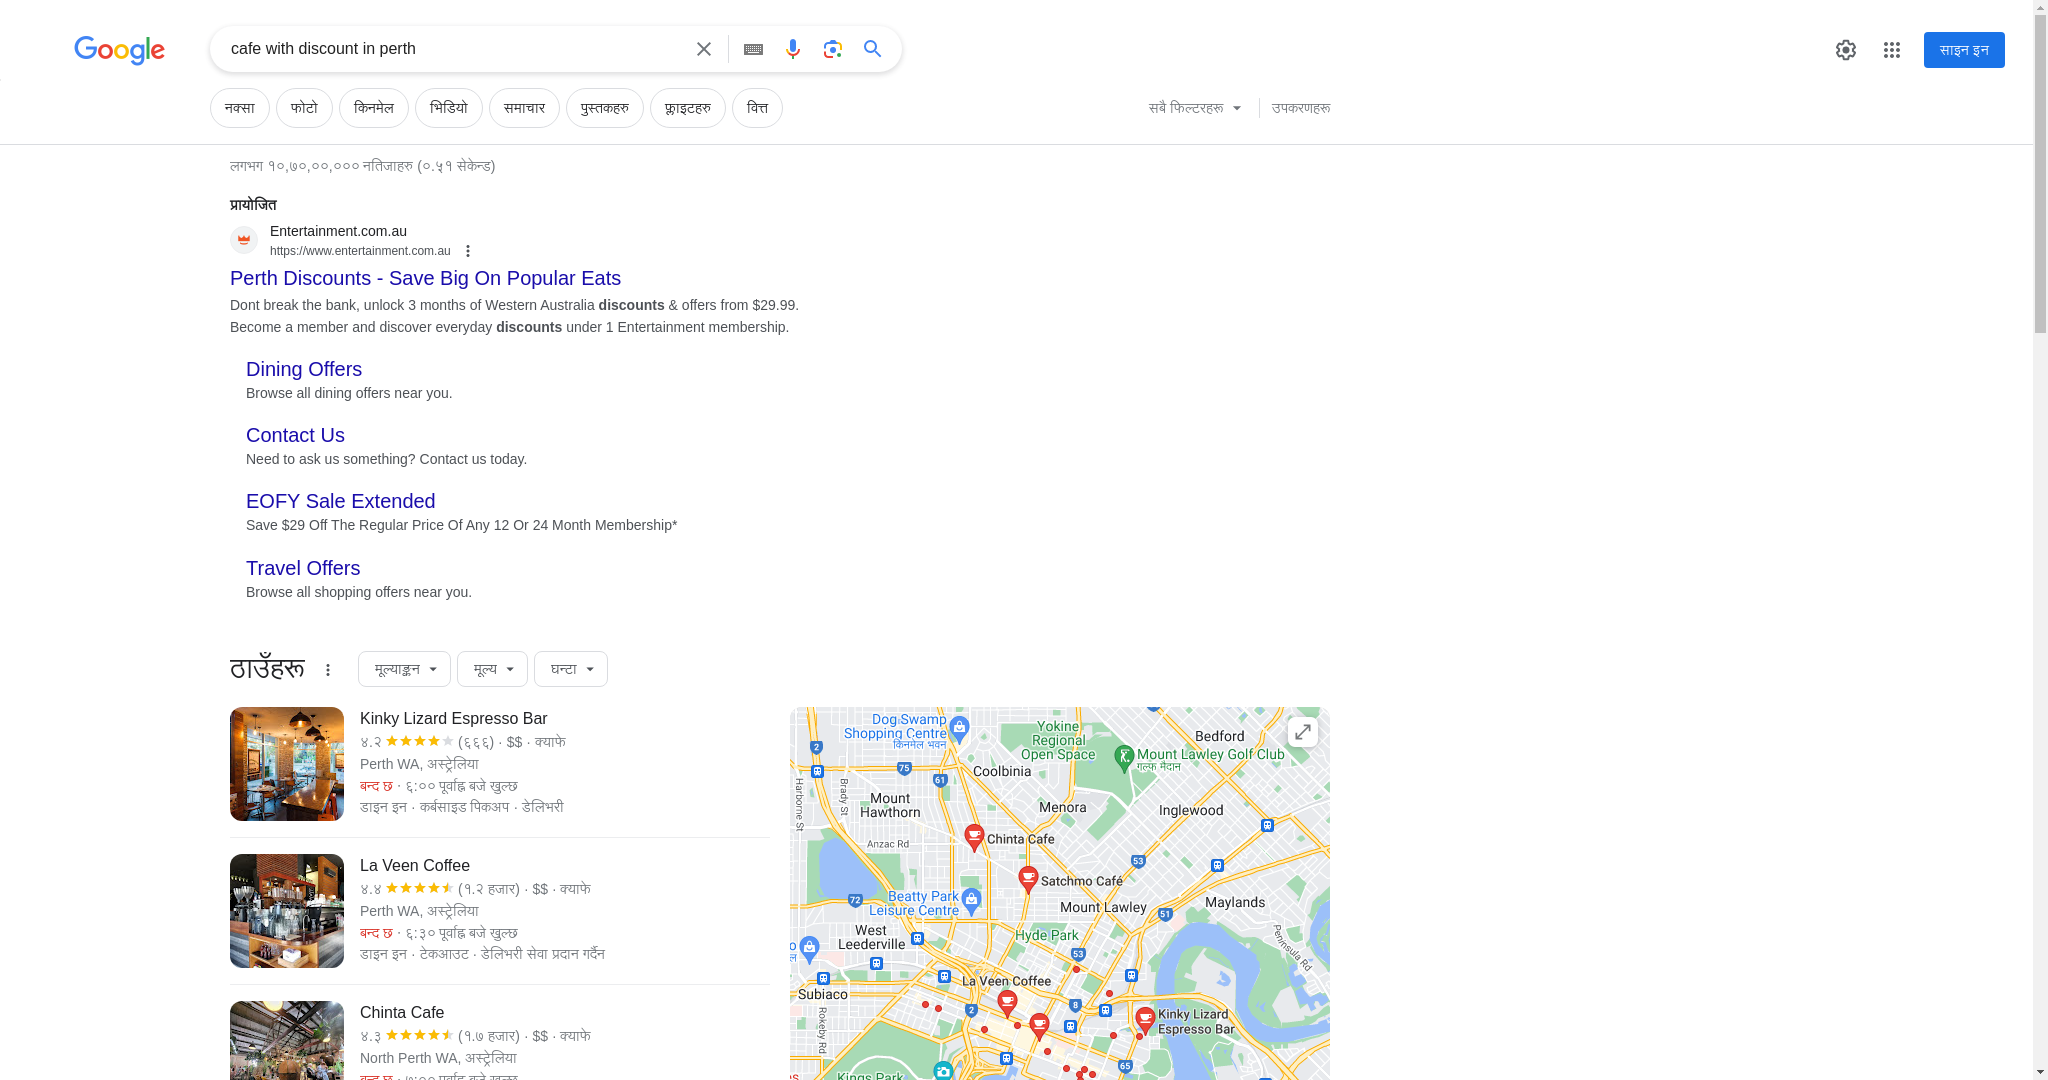 Google
cafe with discount in perth
साइन इन
नक्सा
फोटो
किनमेल
भिडियो
समाचार
पुस्तकहरु
फ्लाइटहरु
वित्त
सबै फिल्टरहरू
उपकरणहरू
लगभग १०,७०,००,००० नतिजाहरु (०.५१ सेकेन्ड)
प्रायोजित
Entertainment.com.au
https://www.entertainment.com.au
Perth Discounts - Save Big On Popular Eats
Dont break the bank, unlock 3 months of Western Australia discounts & offers from $29.99.
Become a member and discover everyday discounts under 1 Entertainment membership.
Dining Offers
Browse all dining offers near you.
Contact Us
Need to ask us something? Contact us today.
EOFY Sale Extended
Save $29 Off The Regular Price Of Any 12 Or 24 Month Membership*
Travel Offers
Browse all shopping offers near you.
ठाउँहरू
मूल्याङ्कन
मूल्य
घन्टा
Kinky Lizard Espresso Bar
४.२ (६६६) · $$ · क्याफे
Perth WA, अस्ट्रेलिया
बन्द छ · ६:०० पूर्वाह्न बजे खुल्छ
डाइन इन · कर्बसाइड पिकअप · डेलिभरी
La Veen Coffee
४.४ (१.२ हजार) · $$ · क्याफे
Perth WA, अस्ट्रेलिया
बन्द छ · ६:३० पूर्वाह्न बजे खुल्छ
डाइन इन · टेकआउट · डेलिभरी सेवा प्रदान गर्दैन
Chinta Cafe
४.३ (१.७ हजार) · $$ · क्याफे
North Perth WA, अस्ट्रेलिया
Dog Swamp
Shopping Centre
किनमेल भवन
Yokine
Regional
Open Space
Bedford
Mount Lawley Golf Club
गल्फ मैदान
2
75
61
Coolbinia
Harborne St
Brady St
Mount
Hawthorn
Menora
Inglewood
Anzac Rd
Chinta Cafe
53
Satchmo Café
72
Beatty Park
Leisure Centre
Mount Lawley
51
Maylands
West
Leederville
Hyde Park
53
Peninsula Rd
La Veen Coffee
Subiaco
2
8
Kinky Lizard
Espresso Bar
Rokeby Rd
65
Kings Park